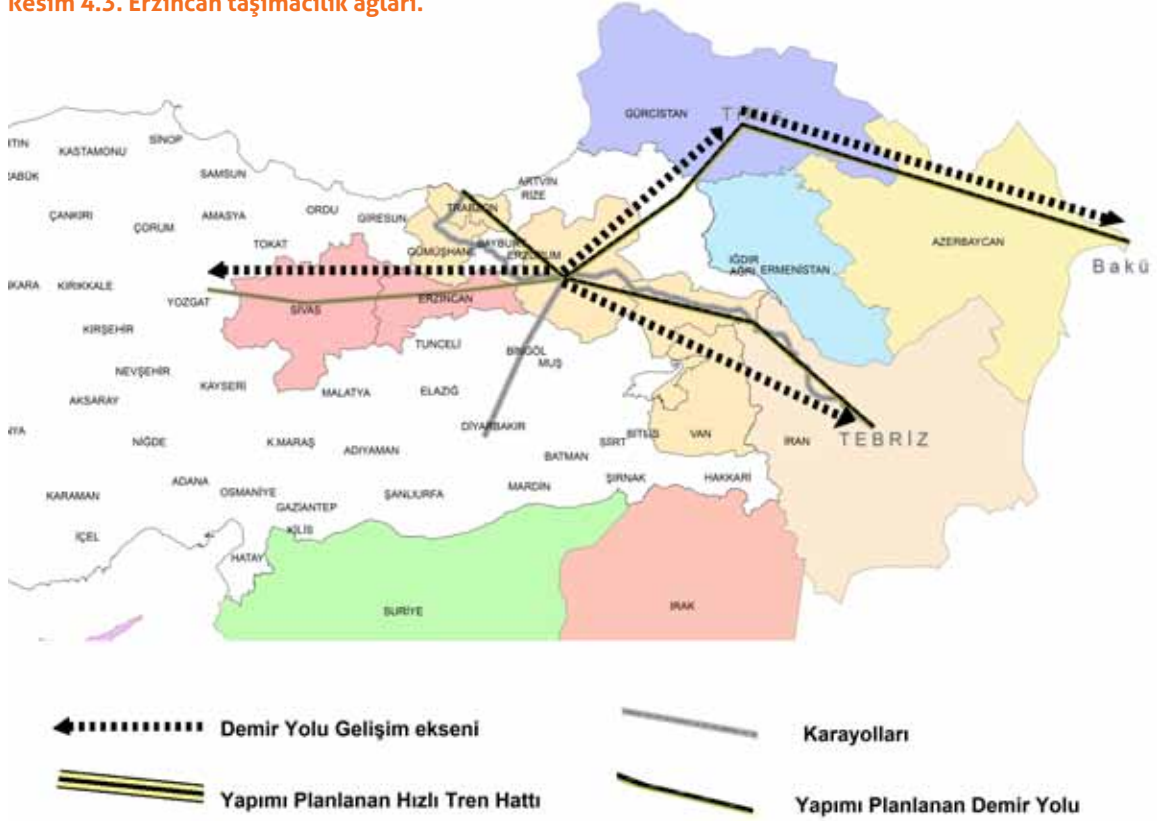 Resim 4.3. Erzincan taşımacılık ağları.
GÜRCİSTAN
SİNOP
KASTAMONU
SAMSUN
ARTVİN
RİZE
ÇANKIRI
AMASYA
ORDU
GİRESUN
TRABZON
ÇORUM
TOKAT
GÜMÜŞHANE
BAYBURT
ERZURUM
AZERBAYCAN
IĞDIR
AĞRI
ERMENİSTAN
Bakü
KIRIKKALE
YOZGAT
SİVAS
ERZİNCAN
KIRŞEHİR
TUNCELİ
BİNGÖL
MUŞ
NEVŞEHİR
KAYSERİ
MALATYA
ELAZIĞ
AKSARAY
DİYARBAKIR
NİĞDE
K.MARAŞ
ADIYAMAN
SİİRT
BİTLİS
VAN
İRAN
TEBRİZ
BATMAN
ADANA
OSMANİYE
ŞIRNAK
HAKKARİ
KARAMAN
MARDİN
GAZİANTEP
ŞANLIURFA
İÇEL
KİLİS
HATAY
SURİYE
IRAK
Demir Yolu Gelişim ekseni
Karayolları
Yapımı Planlanan Hızlı Tren Hattı
Yapımı Planlanan Demir Yolu